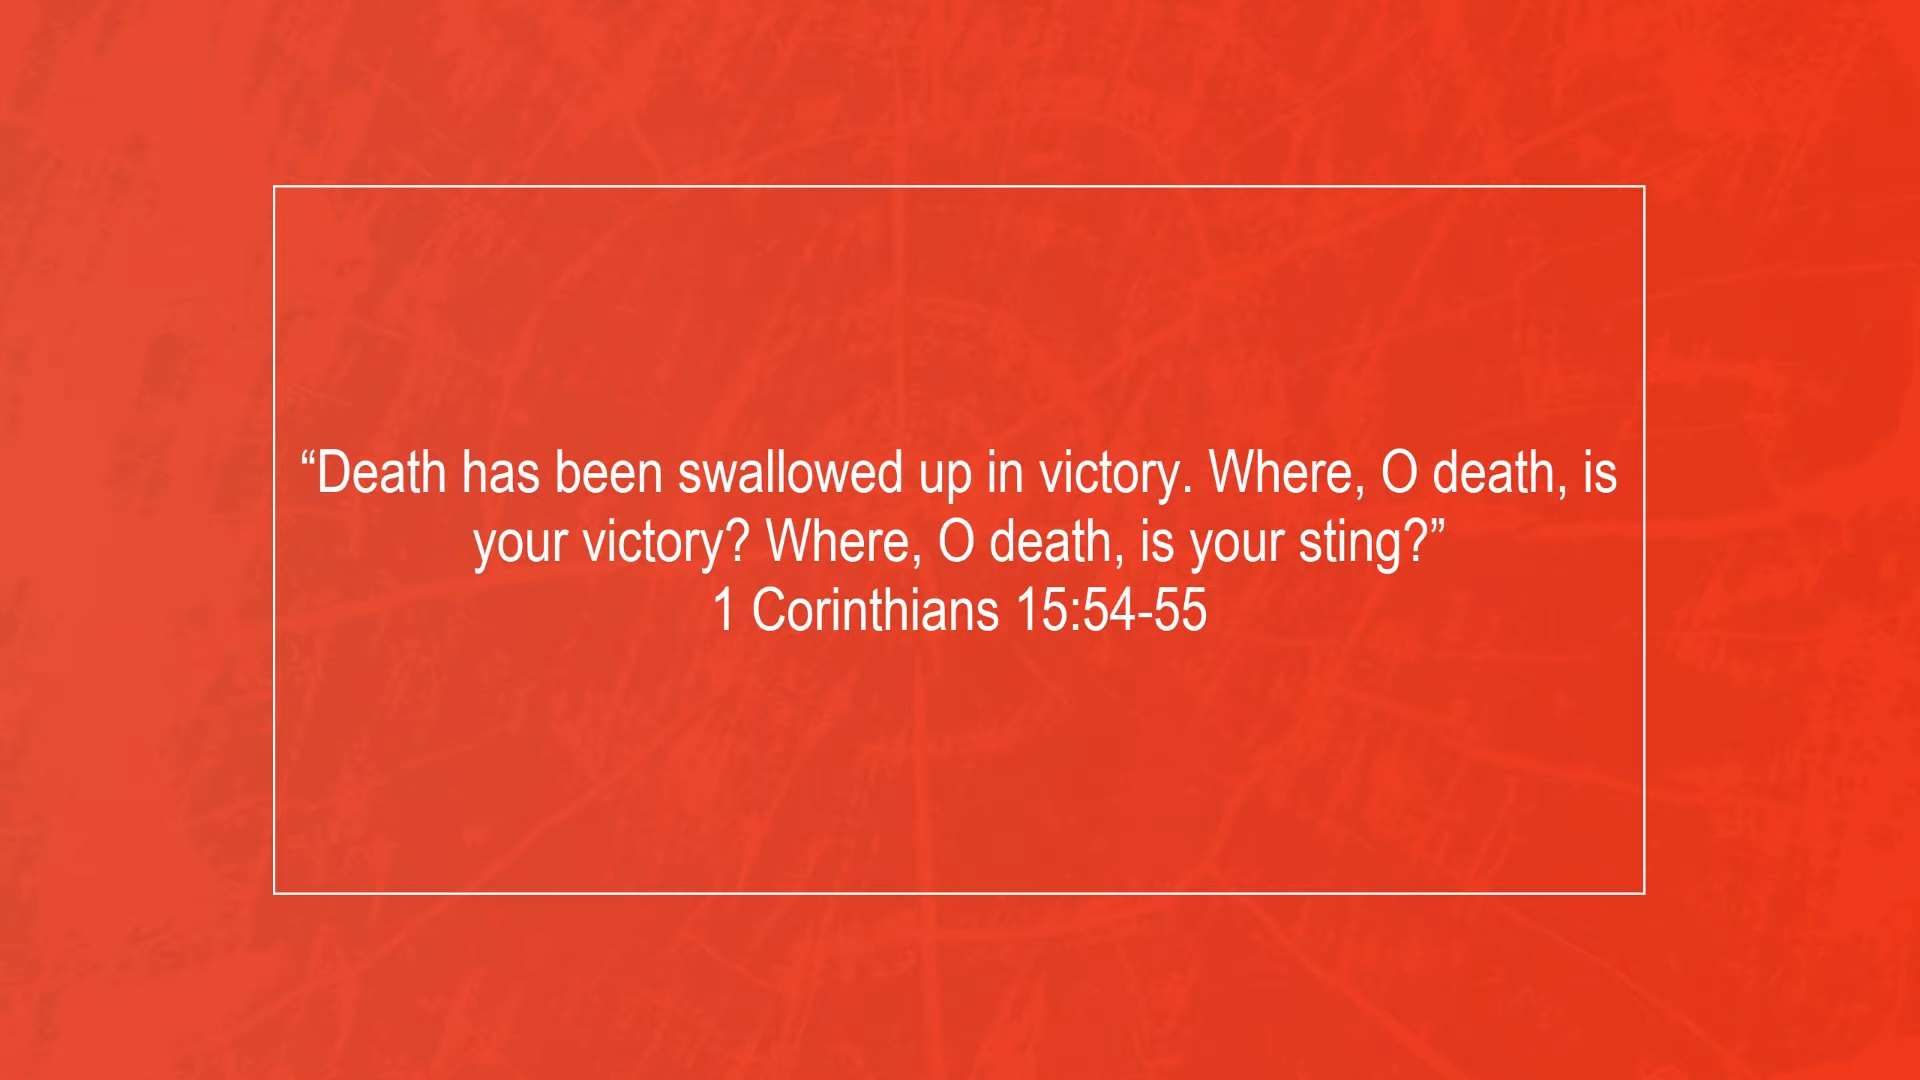 “Death has been swallowed up in victory. Where, O death, is
your victory? Where, O death, is your sting?”
1 Corinthians 15:54-55